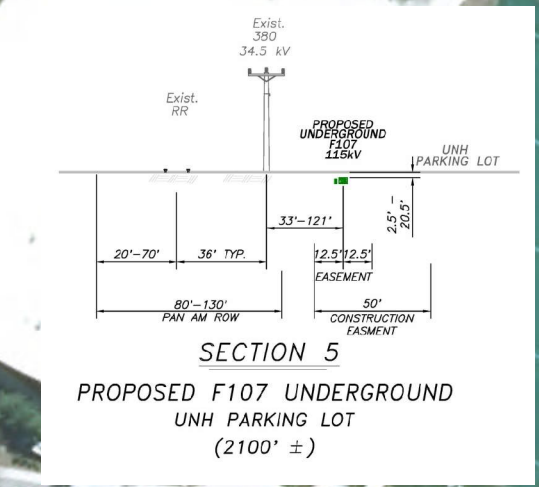 Exist.
380
34.5 kV
Exist.
RR
PROPOSED
UNDERGROUND
F107
115kV
UNH
PARKING LOT
2.5' -
20.5'
33'-121'
20'-70'
36' TYP.
12.5'
12.5'
EASEMENT
80'-130'
PAN AM ROW
50'
CONSTRUCTION
EASMENT
SECTION 5
PROPOSED F107 UNDERGROUND
UNH PARKING LOT
(2100' ±)